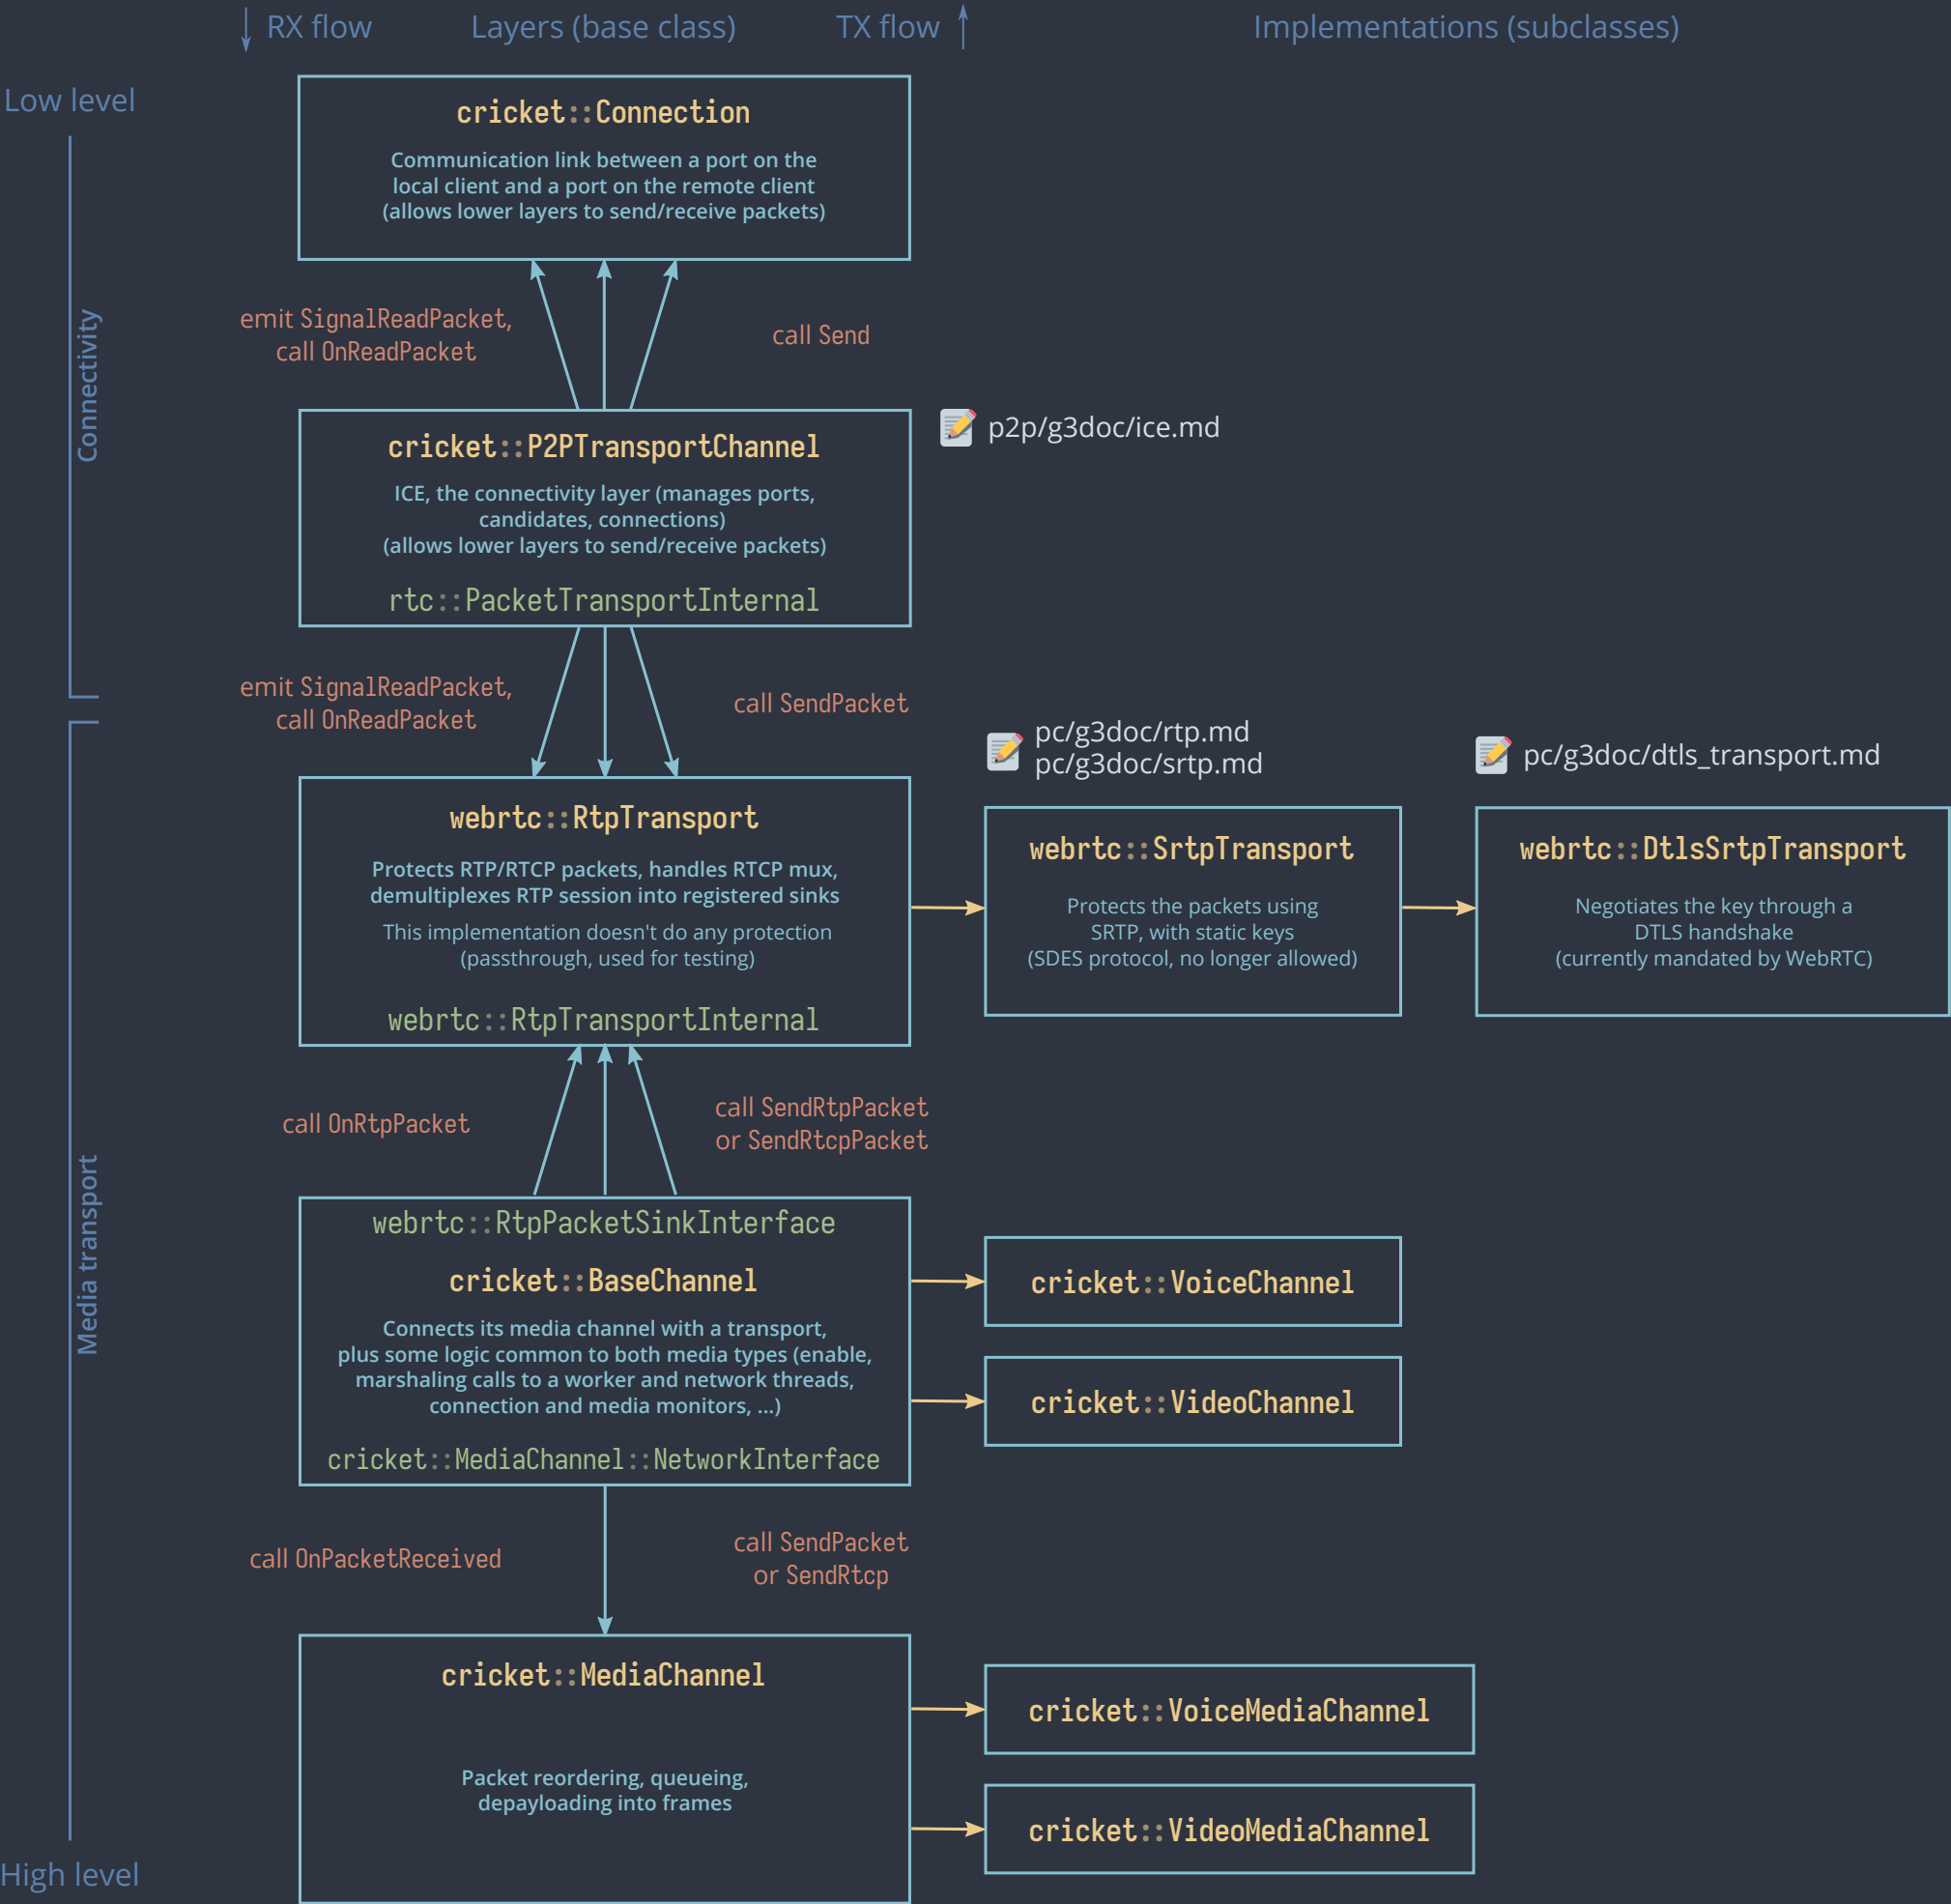 RX flow
Layers (base class)
TX flow
Implementations (subclasses)
Low level
Connectivity
cricket::Connection
Communication link between a port on the
local client and a port on the remote client
(allows lower layers to send/receive packets)
emit SignalReadPacket,
call OnReadPacket
call Send
cricket::P2PTransportChannel
ICE, the connectivity layer (manages ports,
candidates, connections)
(allows lower layers to send/receive packets)
rtc::PacketTransportInternal
p2p/g3doc/ice.md
emit SignalReadPacket,
call OnReadPacket
call SendPacket
Media transport
pc/g3doc/rtp.md
pc/g3doc/srtp.md
pc/g3doc/dtls_transport.md
webrtc::RtpTransport
Protects RTP/RTCP packets, handles RTCP mux,
demultiplexes RTP session into registered sinks
This implementation doesn't do any protection
(passthrough, used for testing)
webrtc::RtpTransportInternal
webrtc::SrtpTransport
Protects the packets using
SRTP, with static keys
(SDES protocol, no longer allowed)
webrtc::DtlsSrtpTransport
Negotiates the key through a
DTLS handshake
(currently mandated by WebRTC)
call OnRtpPacket
call SendRtpPacket
or SendRtcpPacket
webrtc::RtpPacketSinkInterface
cricket::BaseChannel
Connects its media channel with a transport,
plus some logic common to both media types (enable,
marshaling calls to a worker and network threads,
connection and media monitors, ...)
cricket::MediaChannel::NetworkInterface
cricket::VoiceChannel
cricket::VideoChannel
call OnPacketReceived
call SendPacket
or SendRtcp
cricket::MediaChannel
Packet reordering, queueing,
depayloading into frames
cricket::VoiceMediaChannel
cricket::VideoMediaChannel
High level